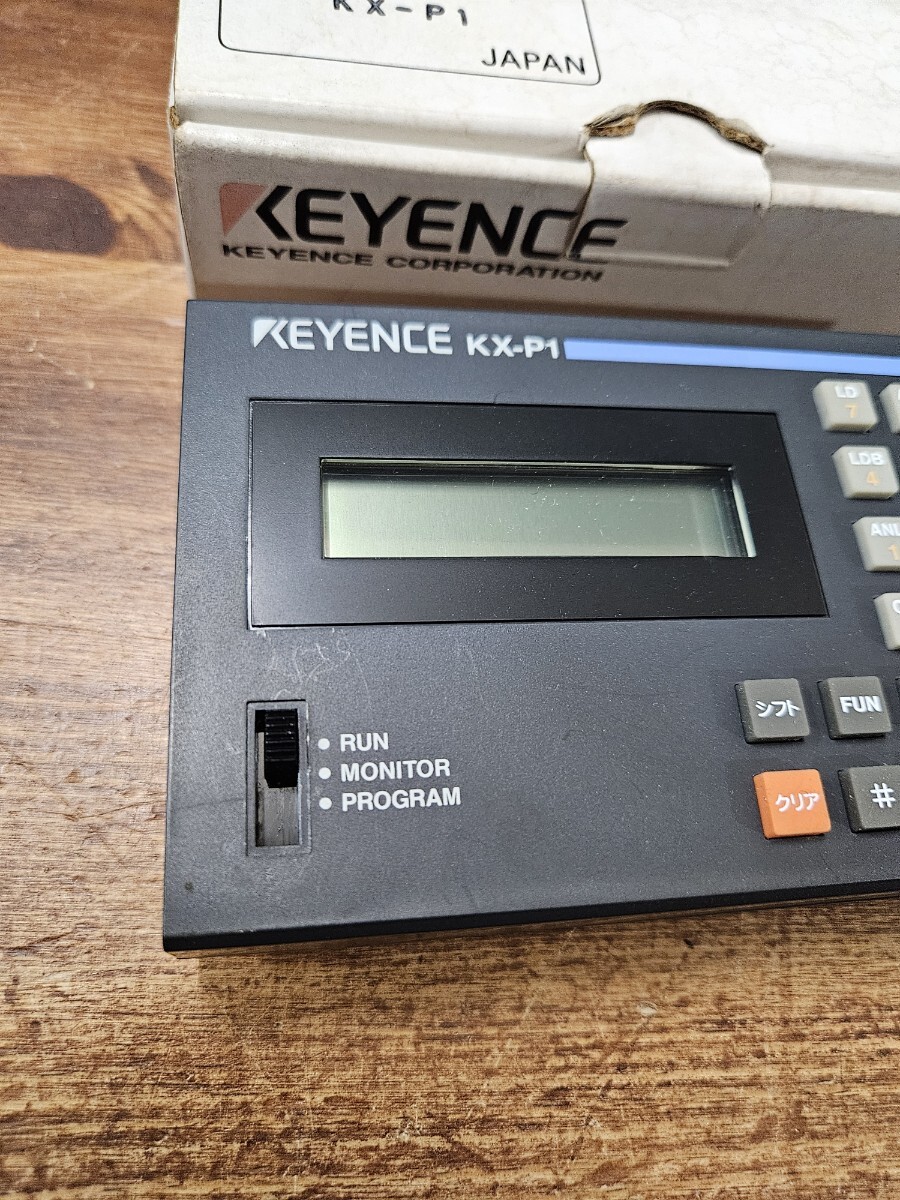 KX-P1
JAPAN
KEYENCE
KEYENCE CORPORATION
KEYENCE KX-P1
LD
7
LDB
4
シフト
FUN
RUN
MONITOR
PROGRAM
クリア
#